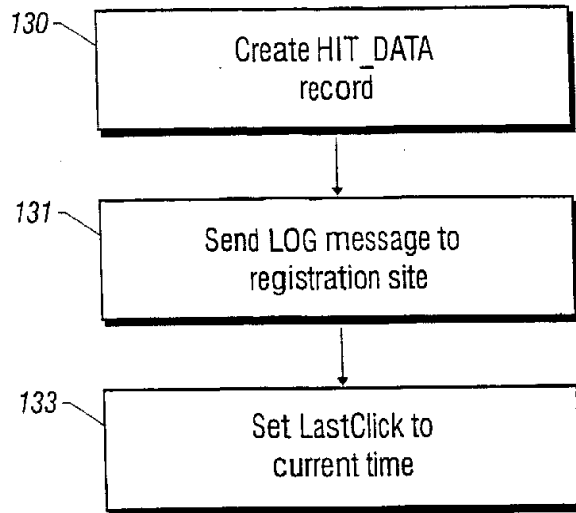 130
Create HIT_DATA
record
131
Send LOG message to
registration site
133
Set LastClick to
current time